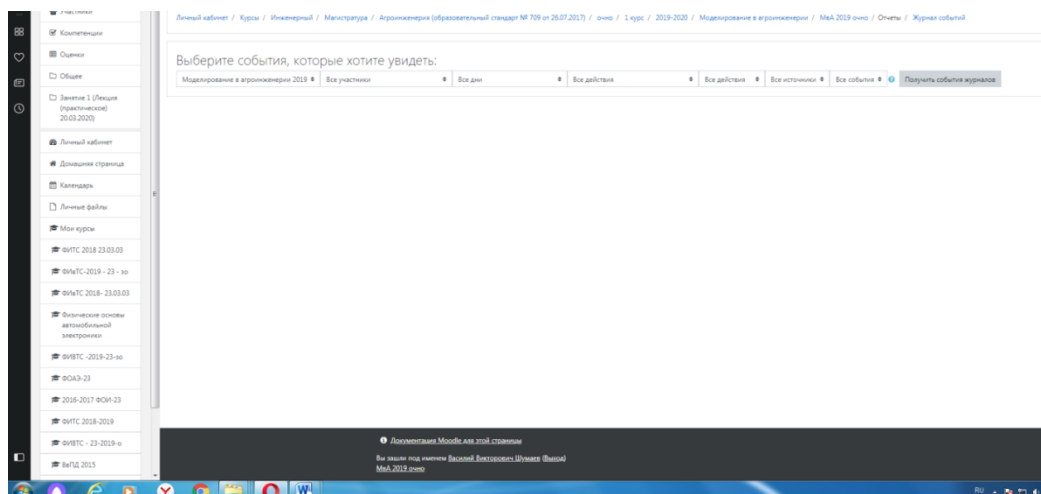 Участники
Компетенции
Оценки
Общее
Занятие 1 (Лекция
(практическое)
20.03.2020)
Личный кабинет
Домашняя страница
Календарь
Личные файлы
Мои курсы
ФИТС 2018 23.03.03
ФИвТС-2019 - 23 - зо
ФИвТС 2018- 23.03.03
Физические основы
автомобильной
электроники
ФИВТС -2019-23-зо
ФОАЭ-23
2016-2017 ФОИ-23
ФИТС 2018-2019
ФИВТС - 23-2019-о
ВвПД 2015
Личный кабинет / Курсы / Инженерный / Магистратура / Агроинженерия (образовательный стандарт № 709 от 26.07.2017) / очно / 1 курс / 2019-2020 / Моделирование в агроинженерии / МвА 2019 очно / Отчеты / Журнал событий
Выберите события, которые хотите увидеть:
Моделирование в агроинженерии 2019 Все участники Все дни Все действия Все действия Все источники Все события Получить события журналов
Документация Moodle для этой страницы
Вы зашли под именем Василий Викторович Шумаев (Выход)
МвА 2019 очно
RU